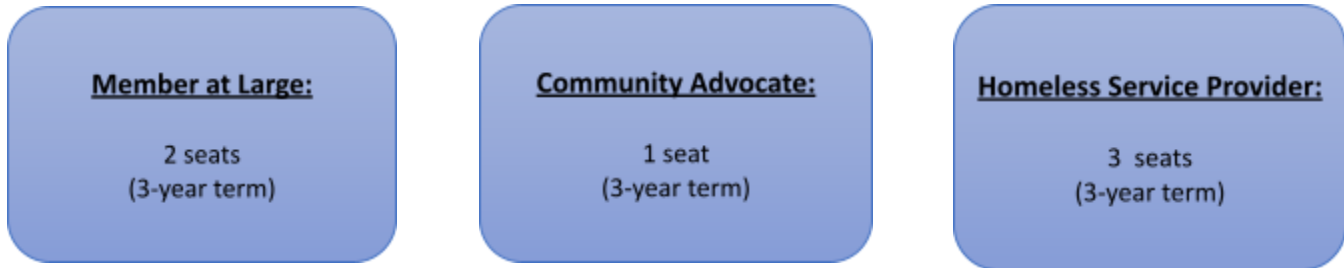 Member at Large:
2 seats
(3-year term)
Community Advocate:
1 seat
(3-year term)
Homeless Service Provider:
3 seats
(3-year term)